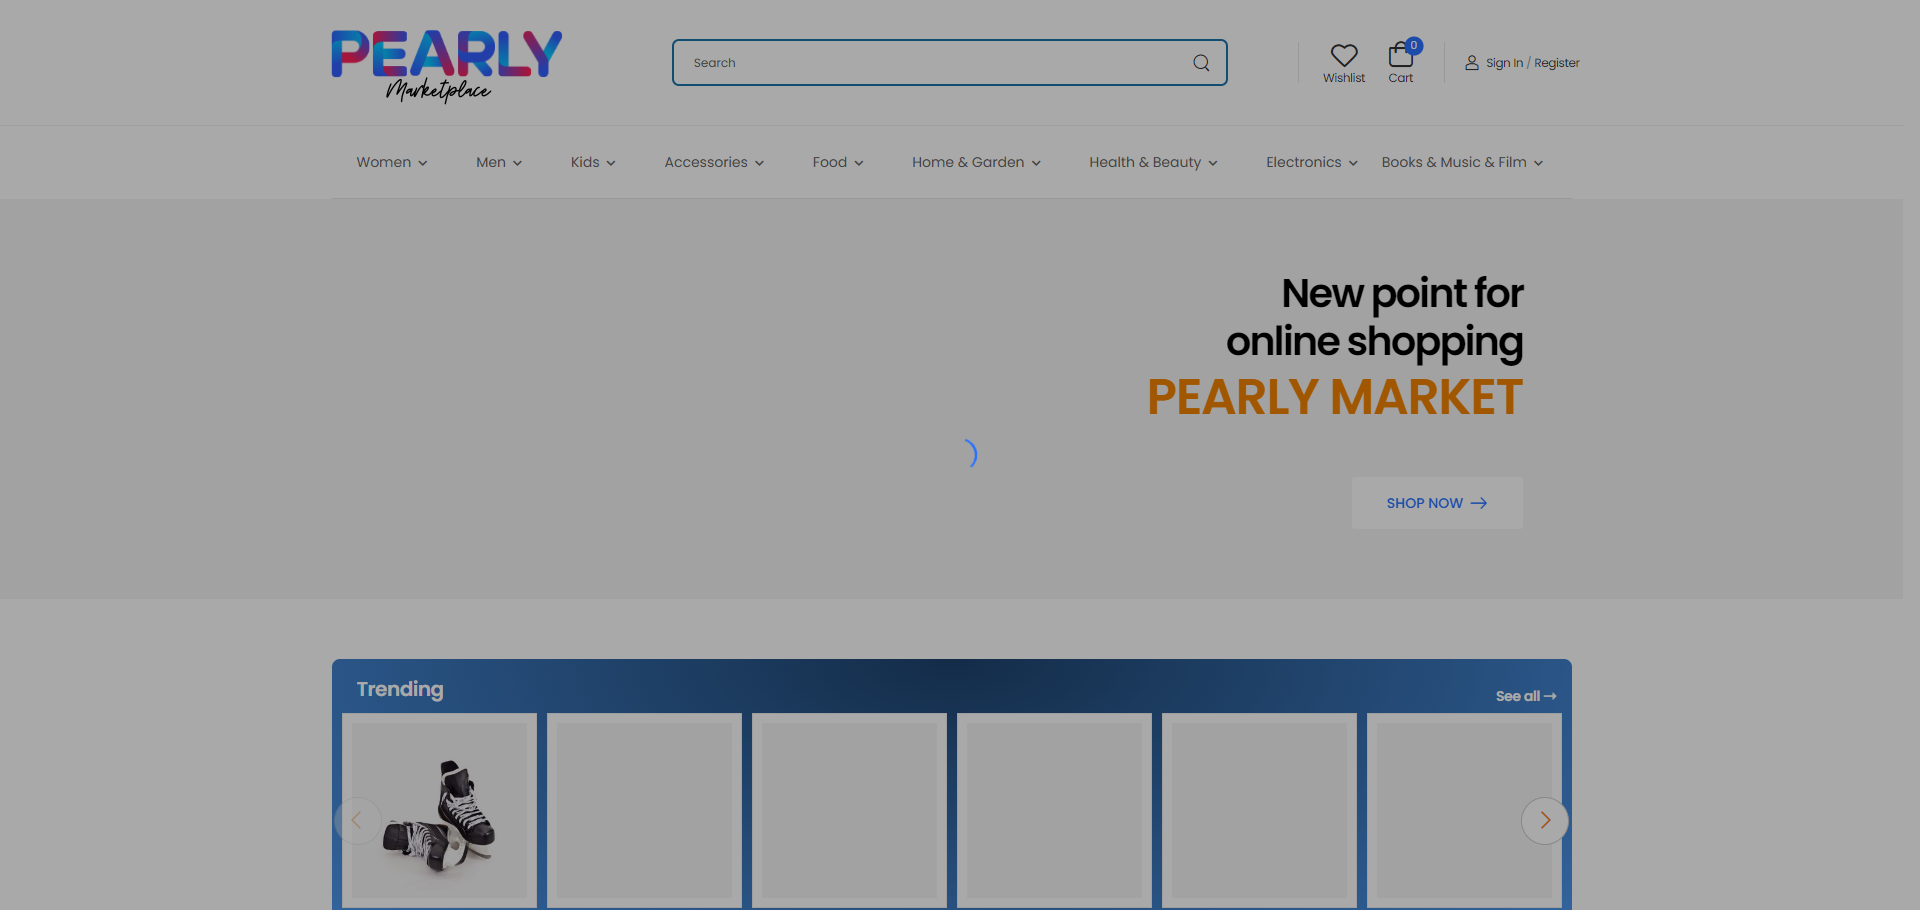 PEARLY
Marketplace
Search
Wishlist
0
Cart
Sign In / Register
Women
Men
Kids
Accessories
Food
Home & Garden
Health & Beauty
Electronics
Books & Music & Film
New point for
online shopping
PEARLY MARKET
SHOP NOW
Trending
See all